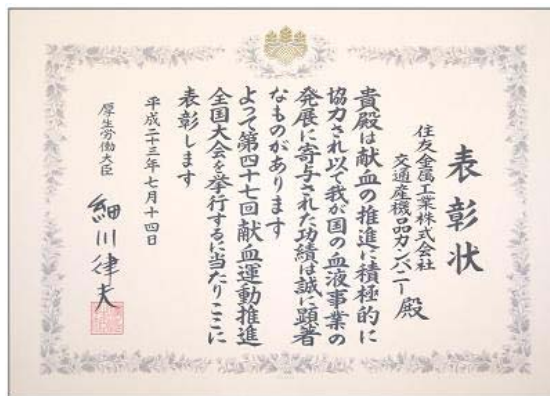 表彰状
住友金属工業株式会社
交通産機品カンパニー殿
貴殿は献血の推進に積極的に
協力され以て我が国の血液事業の
発展に寄与された功績は誠に顕著
なものがあります
よって第四十七回献血運動推進
全国大会を挙行するに当たりここに
表彰します
平成二十三年七月十四日
厚生労働大臣
細川律夫